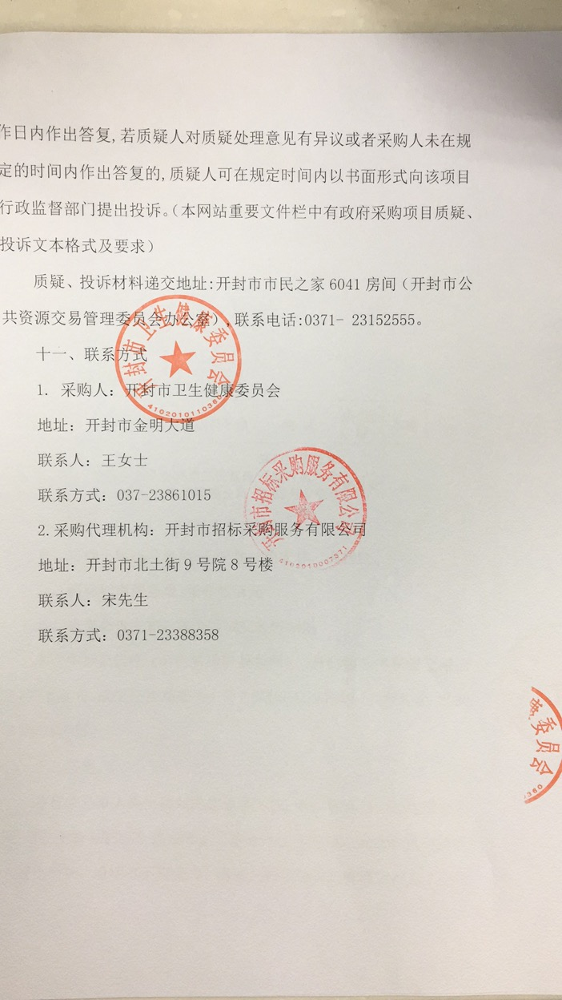 作日内作出答复,若质疑人对质疑处理意见有异议或者采购人未在规
定的时间内作出答复的,质疑人可在规定时间内以书面形式向该项目
行政监督部门提出投诉。(本网站重要文件栏中有政府采购项目质疑、
投诉文本格式及要求)
质疑、投诉材料递交地址:开封市市民之家6041房间(开封市公
共资源交易管理委员会办公室),联系电话:0371- 23152555。
十一、联系方式
1. 采购人：开封市卫生健康委员会
地址：开封市金明大道
联系人：王女士
联系方式：037-23861015
2.采购代理机构：开封市招标采购服务有限公司
地址：开封市北土街9号院8号楼
联系人：宋先生
联系方式：0371-23388358
开封市卫生健康委员会
4102010110360
开封市招标采购服务有限公司
4102010007371
委员会
360